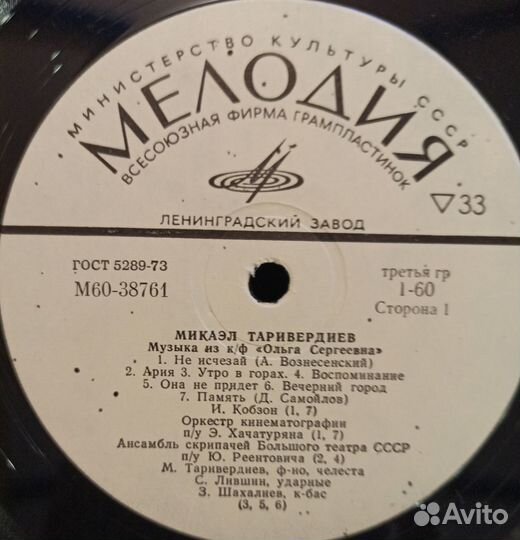 МИНИСТЕРСТВО КУЛЬТУРЫ СССР
МЕЛОДИЯ
ВСЕСОЮЗНАЯ ФИРМА ГРАМПЛАСТИНОК
▽33
ЛЕНИНГРАДСКИЙ ЗАВОД
ГОСТ 5289-73
М60-38761
третья гр
1-60
Сторона 1
МИКАЭЛ ТАРИВЕРДИЕВ
Музыка из к/ф «Ольга Сергеевна»
1. Не исчезай (А. Вознесенский)
2. Ария 3. Утро в горах. 4. Воспоминание
5. Она не придет 6. Вечерний город
7. Память (Д. Самойлов)
И. Кобзон (1, 7)
Оркестр кинематографии
п/у Э. Хачатуряна (1, 7)
Ансамбль скрипачей Большого театра СССР
п/у Ю. Реентовича (2, 4)
М. Таривердиев, ф-но, челеста
С. Лившин, ударные
З. Шахалиев, к-бас
(3, 5, 6)
Avito